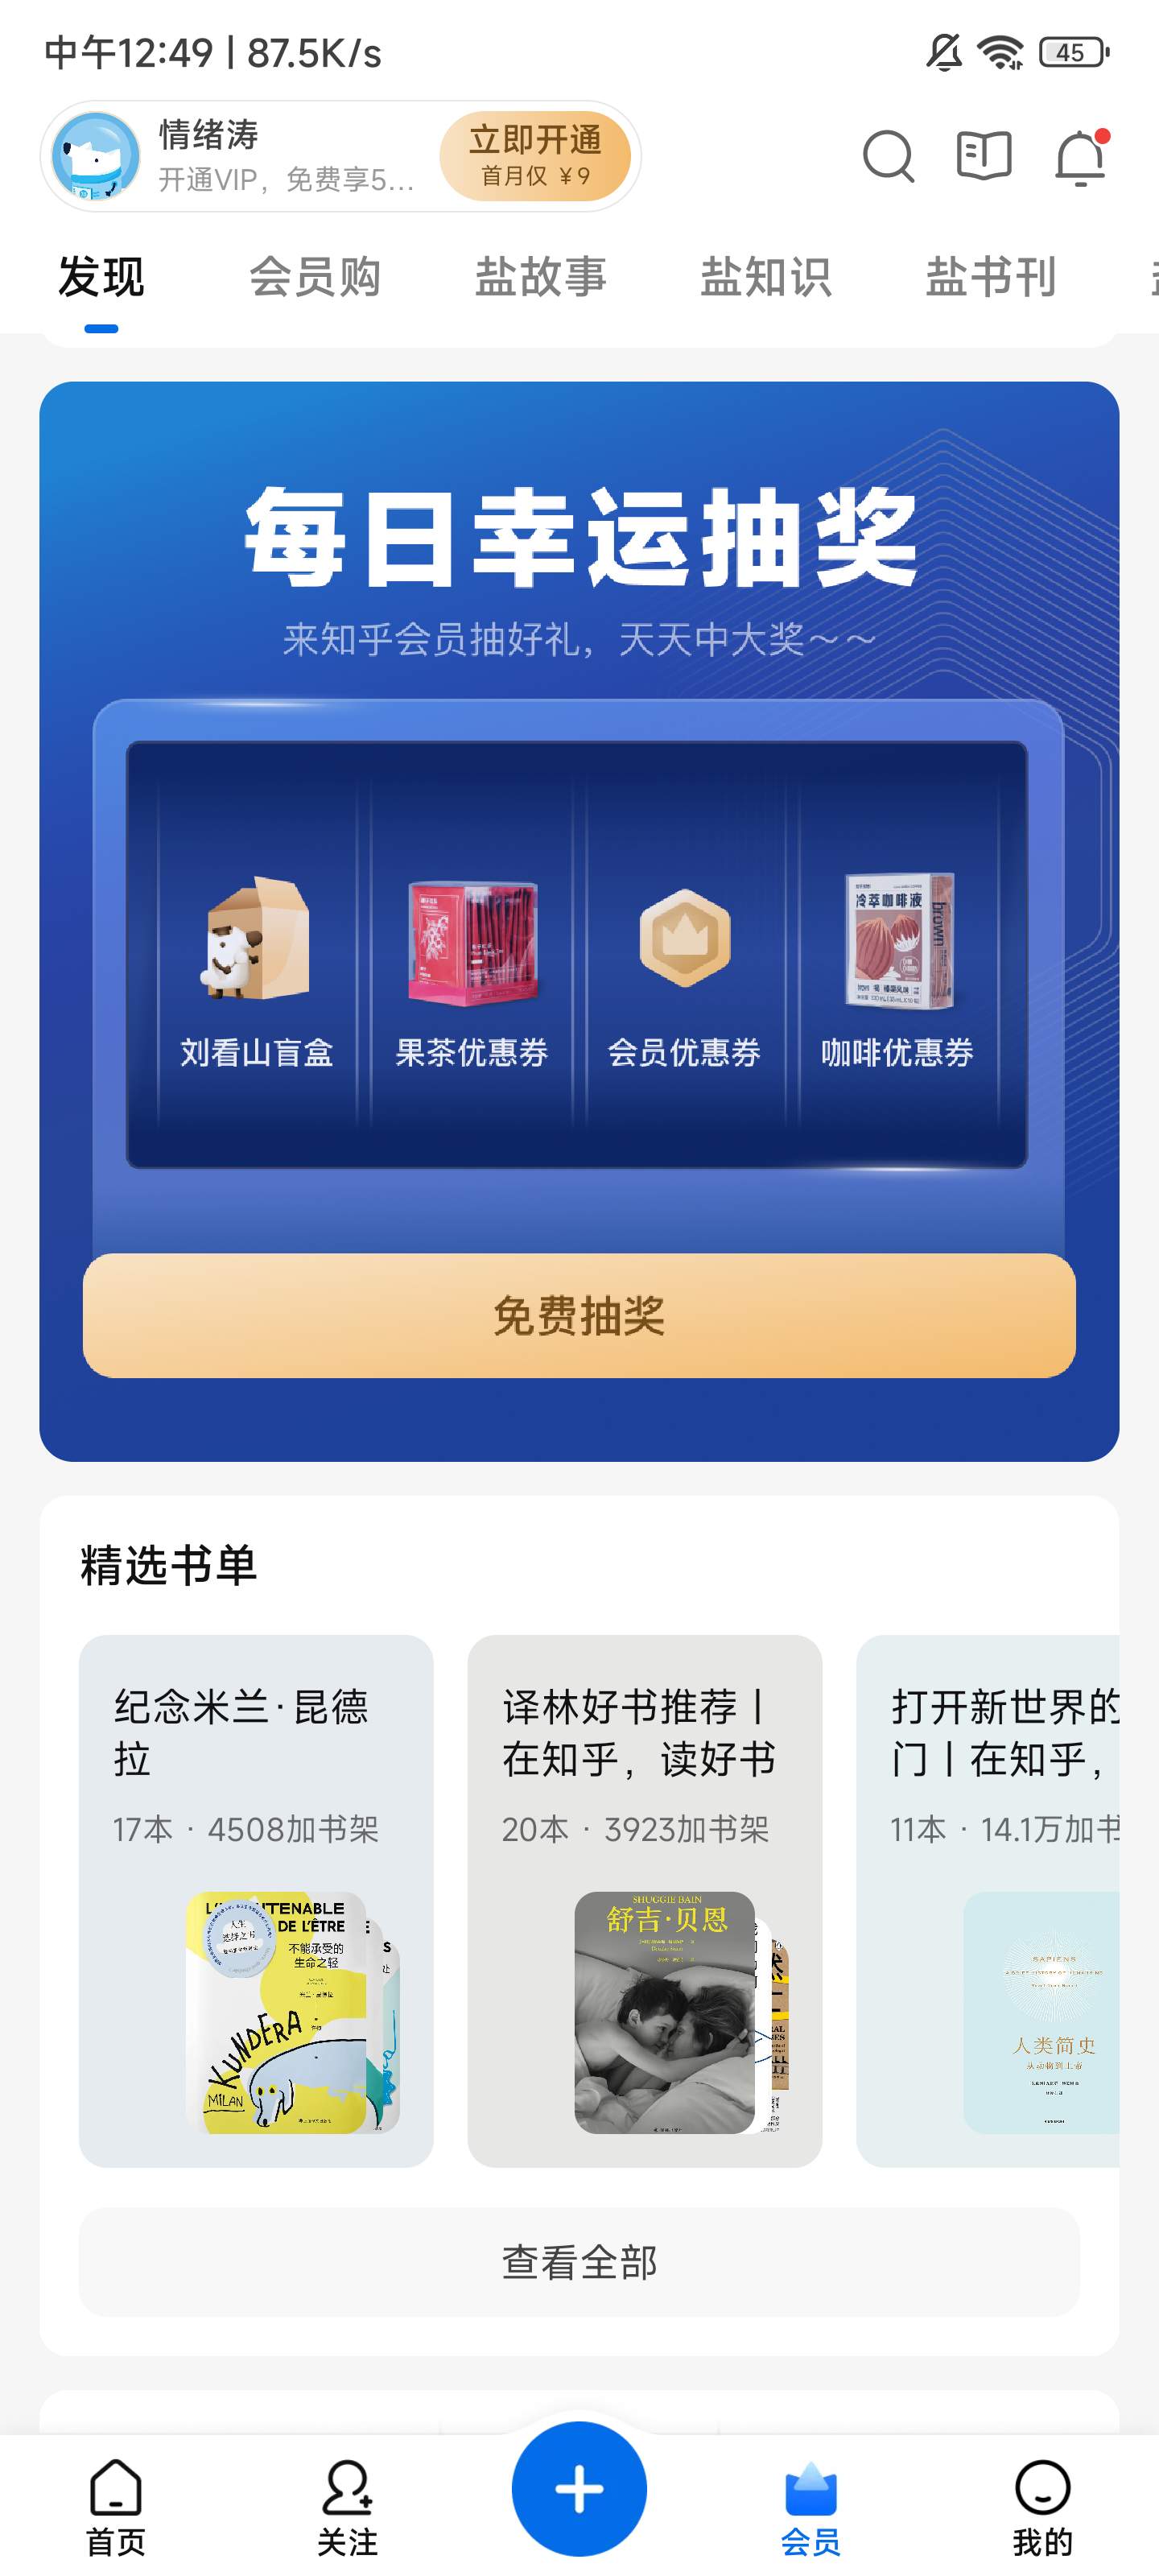 中午12:49 | 87.5K/s
45
情绪涛
开通VIP，免费享5...
立即开通
首月仅 ¥9
发现
会员购
盐故事
盐知识
盐书刊
每日幸运抽奖
来知乎会员抽好礼，天天中大奖～～
冷萃咖啡液
brown
刘看山盲盒
果茶优惠券
会员优惠券
咖啡优惠券
免费抽奖
精选书单
纪念米兰·昆德
拉
17本 · 4508加书架
DE L'ÊTRE
不能承受的
生命之轻
MILAN
KUNDERA
译林好书推荐丨
在知乎，读好书
20本 · 3923加书架
SHUGGIE BAIN
舒吉·贝恩
打开新世界的
门丨在知乎，
11本 · 14.1万加书
SAPIENS
人类简史
从动物到上帝
查看全部
首页
关注
会员
我的